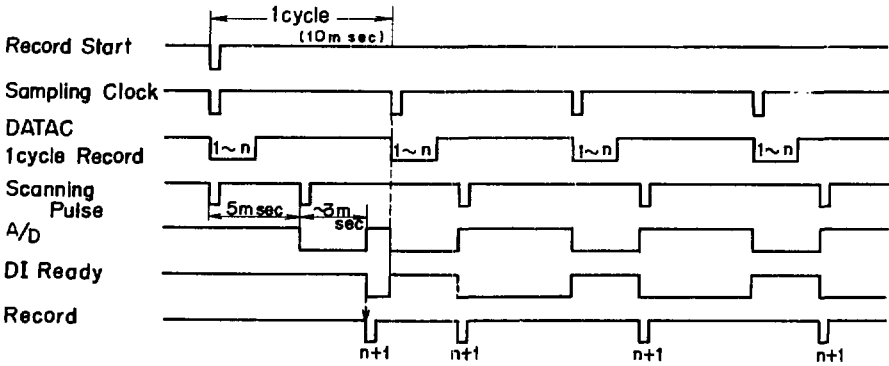 1cycle
(10m sec)
Record Start
Sampling Clock
DATAC
1cycle Record
1~n
1~n
1~n
1~n
Scanning
Pulse
5msec
~3m
sec
A/D
DI Ready
Record
n+1
n+1
n+1
n+1